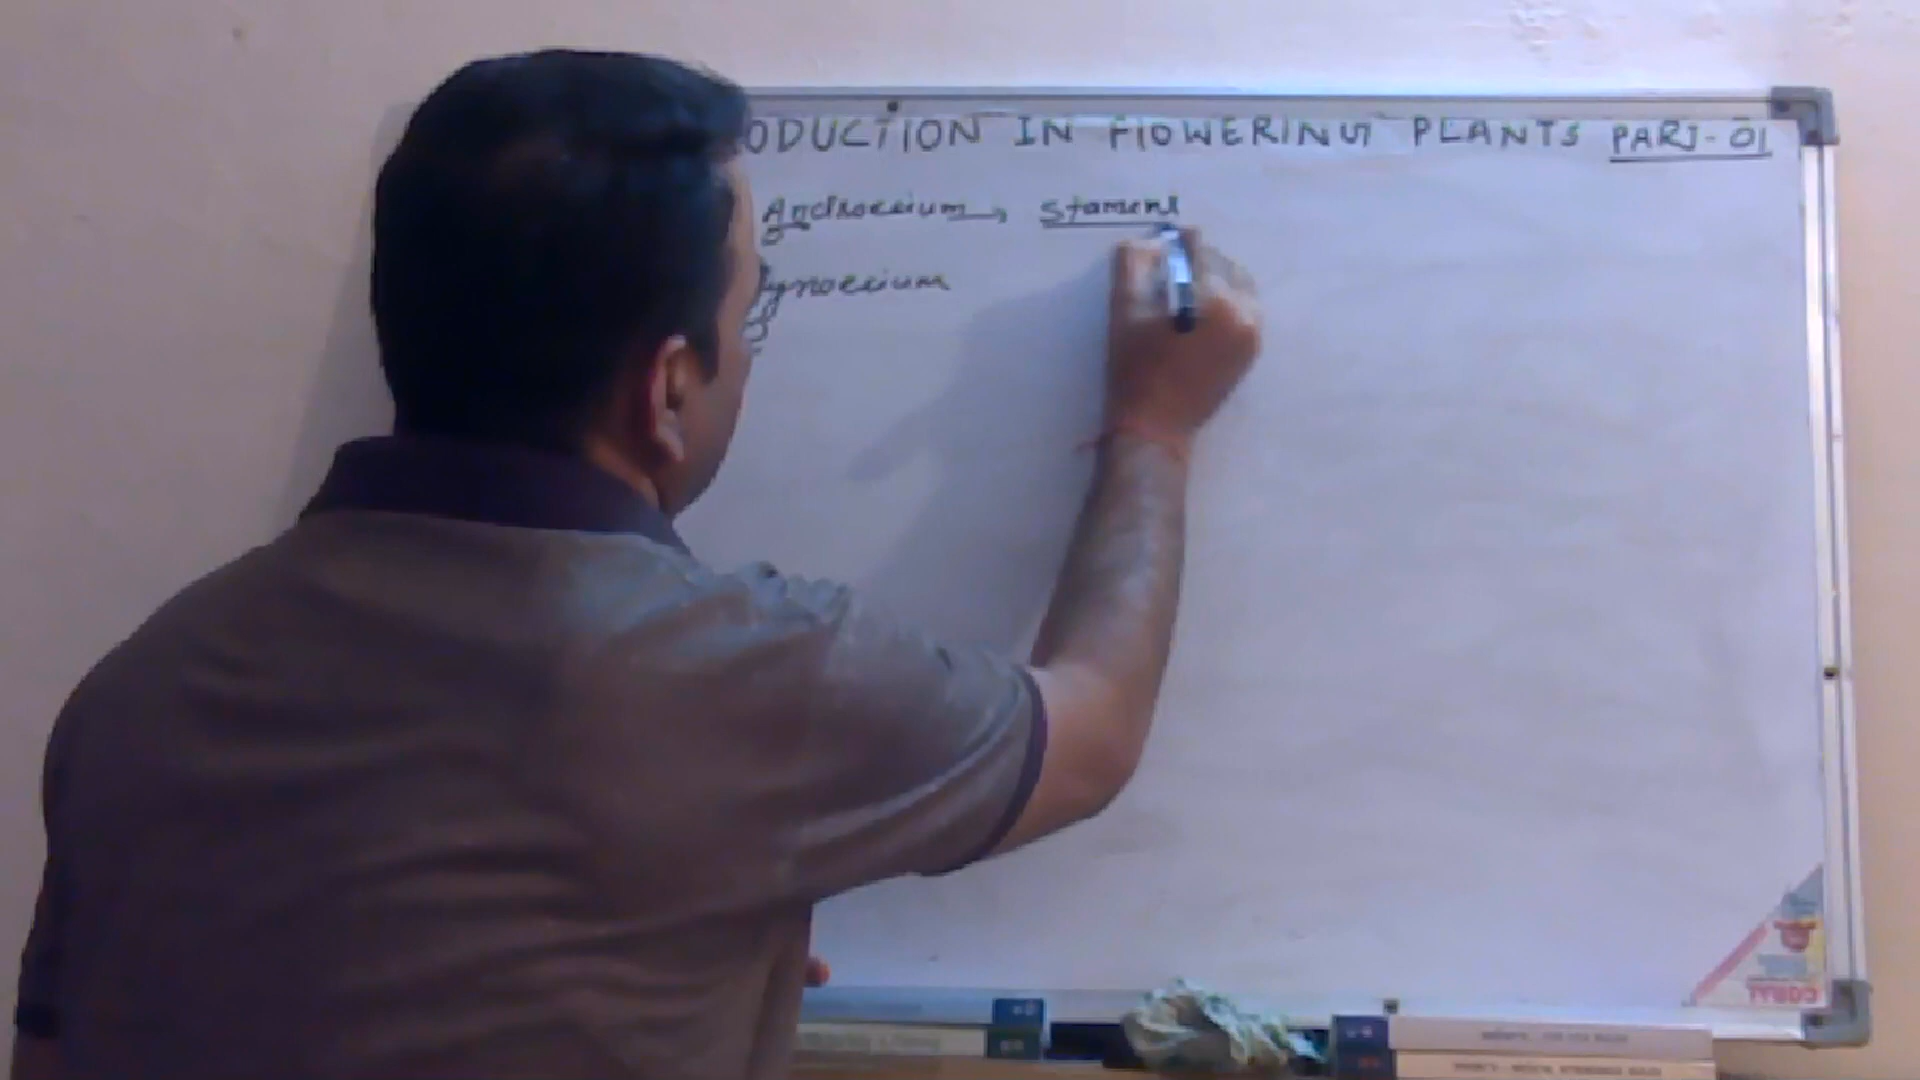 ODUCTION IN FlOWERING PLANTS PART-01
Androecium → Stamens
ynoecium